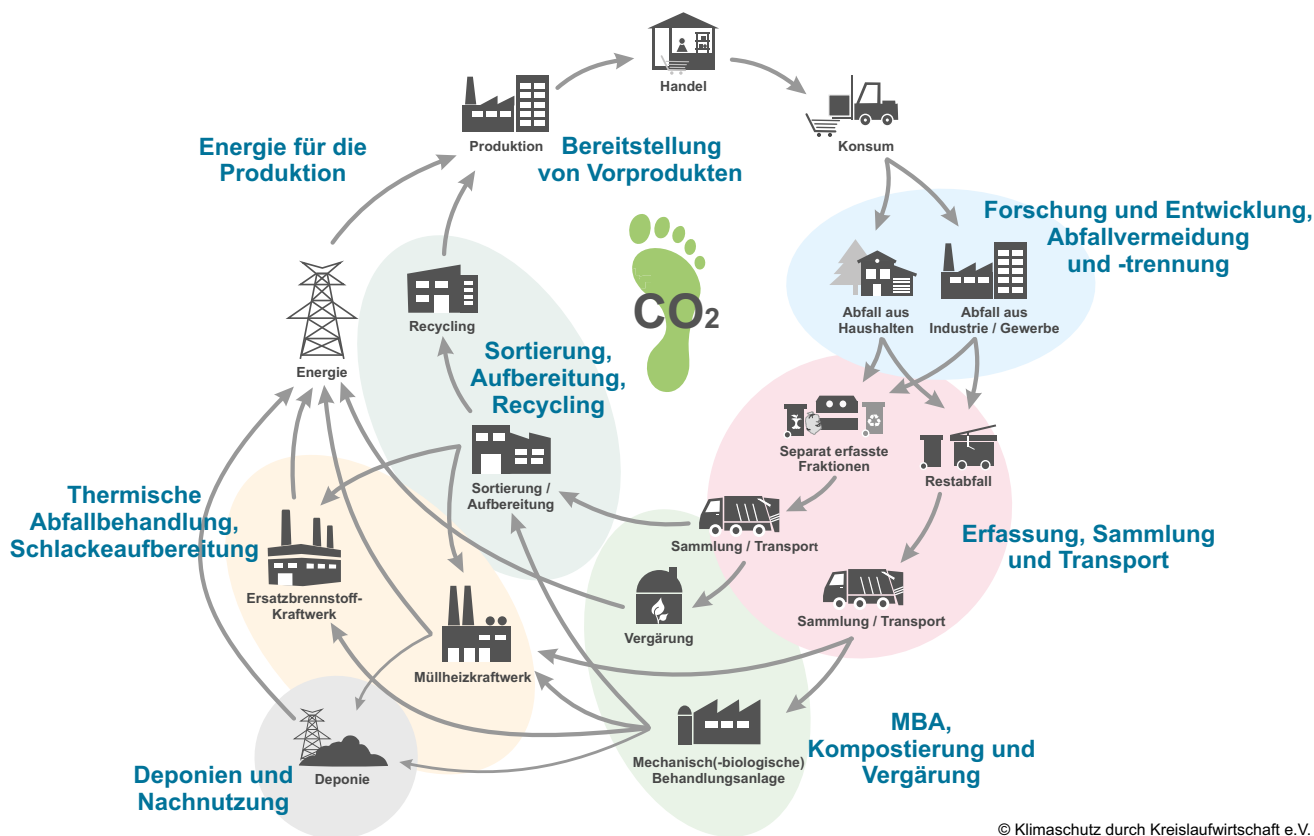 Handel
Produktion
Konsum
Energie für die
Produktion
Bereitstellung
von Vorprodukten
Forschung und Entwicklung,
Abfallvermeidung
und -trennung
Abfall aus
Haushalten
Abfall aus
Industrie / Gewerbe
CO2
Recycling
Energie
Sortierung,
Aufbereitung,
Recycling
Separat erfasste
Fraktionen
Restabfall
Sortierung /
Aufbereitung
Thermische
Abfallbehandlung,
Schlackeaufbereitung
Sammlung / Transport
Erfassung, Sammlung
und Transport
Ersatzbrennstoff-
Kraftwerk
Vergärung
Sammlung / Transport
Müllheizkraftwerk
MBA,
Kompostierung und
Vergärung
Mechanisch(-biologische)
Behandlungsanlage
Deponie
Deponien und
Nachnutzung
© Klimaschutz durch Kreislaufwirtschaft e.V.